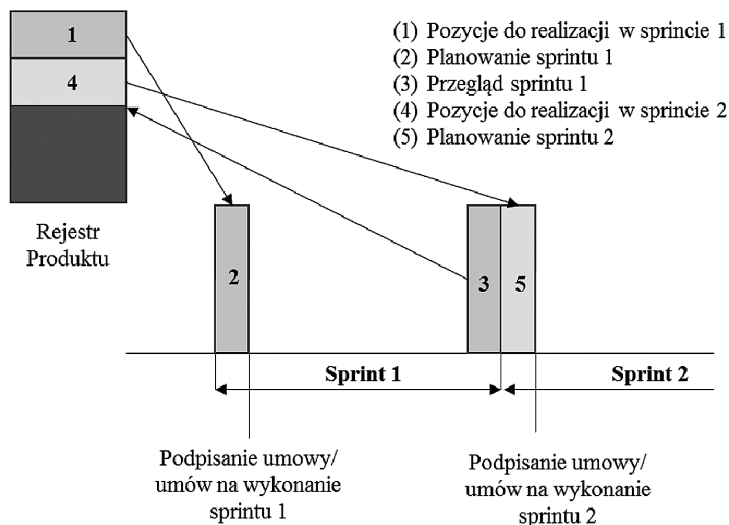 1
4
Rejestr
Produktu
(1) Pozycje do realizacji w sprincie 1
(2) Planowanie sprintu 1
(3) Przegląd sprintu 1
(4) Pozycje do realizacji w sprincie 2
(5) Planowanie sprintu 2
2
3
5
Sprint 1
Sprint 2
Podpisanie umowy/
umów na wykonanie
sprintu 1
Podpisanie umowy/
umów na wykonanie
sprintu 2